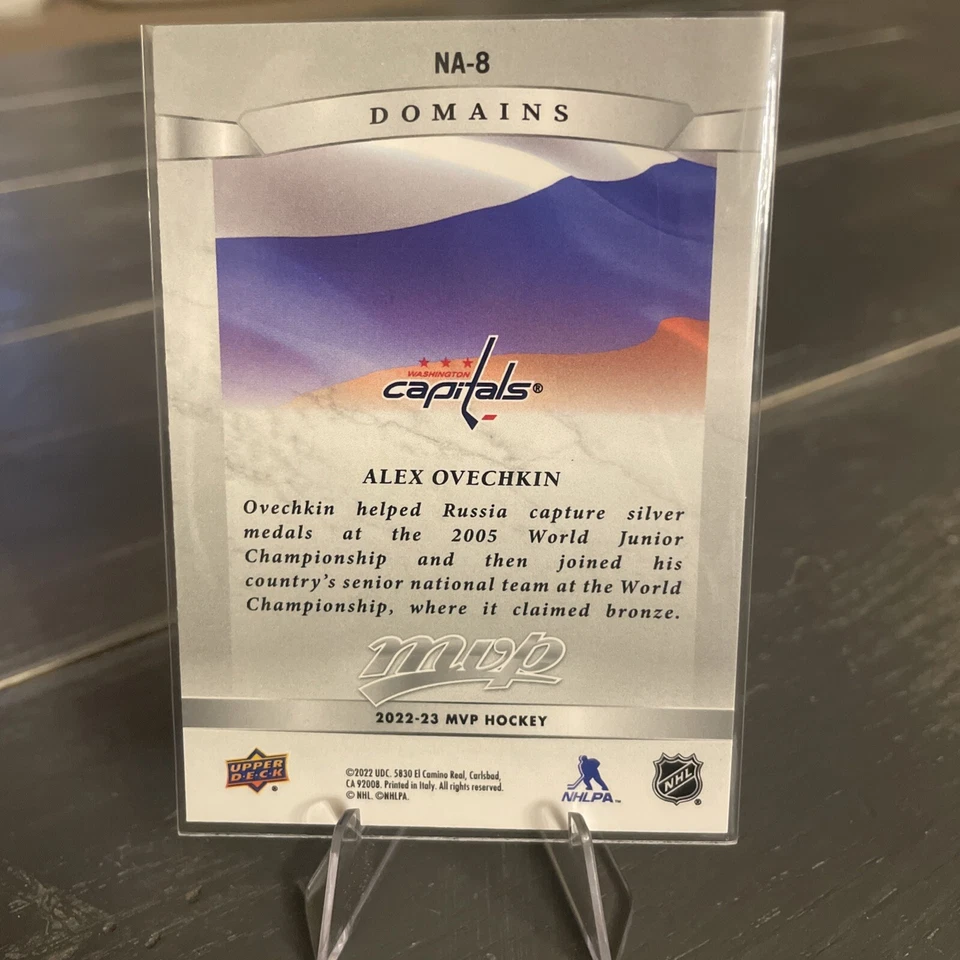 NA-8
DOMAINS
WASHINGTON
capitals®
ALEX OVECHKIN
Ovechkin helped Russia capture silver
medals at the 2005 World Junior
Championship and then joined his
country's senior national team at the World
Championship, where it claimed bronze.
mvp
2022-23 MVP HOCKEY
UPPER
D·E·C·K ®
©2022 UDC. 5830 El Camino Real, Carlsbad,
CA 92008. Printed in Italy. All rights reserved.
© NHL. ©NHLPA.
NHLPA™
NHL ®